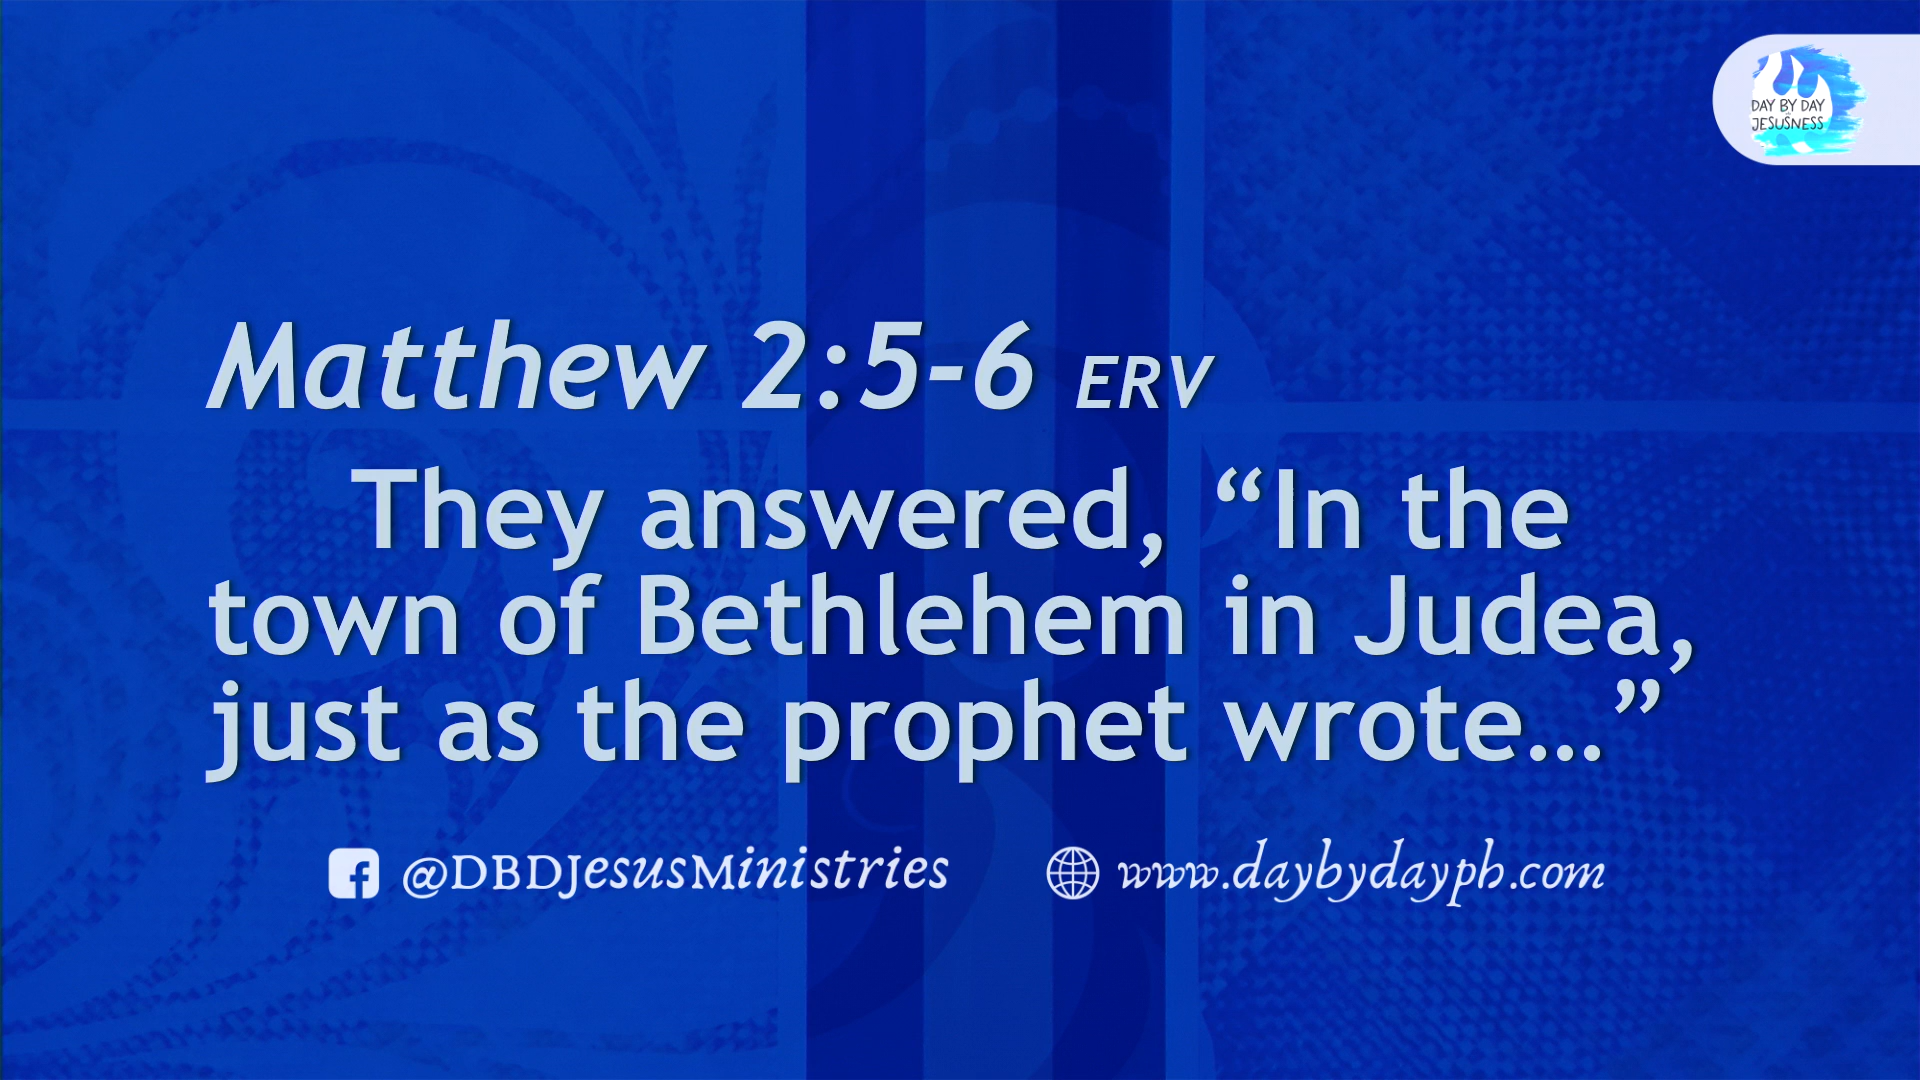 DAY BY DAY
JESUSNESS
Matthew 2:5-6 ERV
They answered, “In the
town of Bethlehem in Judea,
just as the prophet wrote…”
@DBDJesusMinistries
www.daybydayph.com